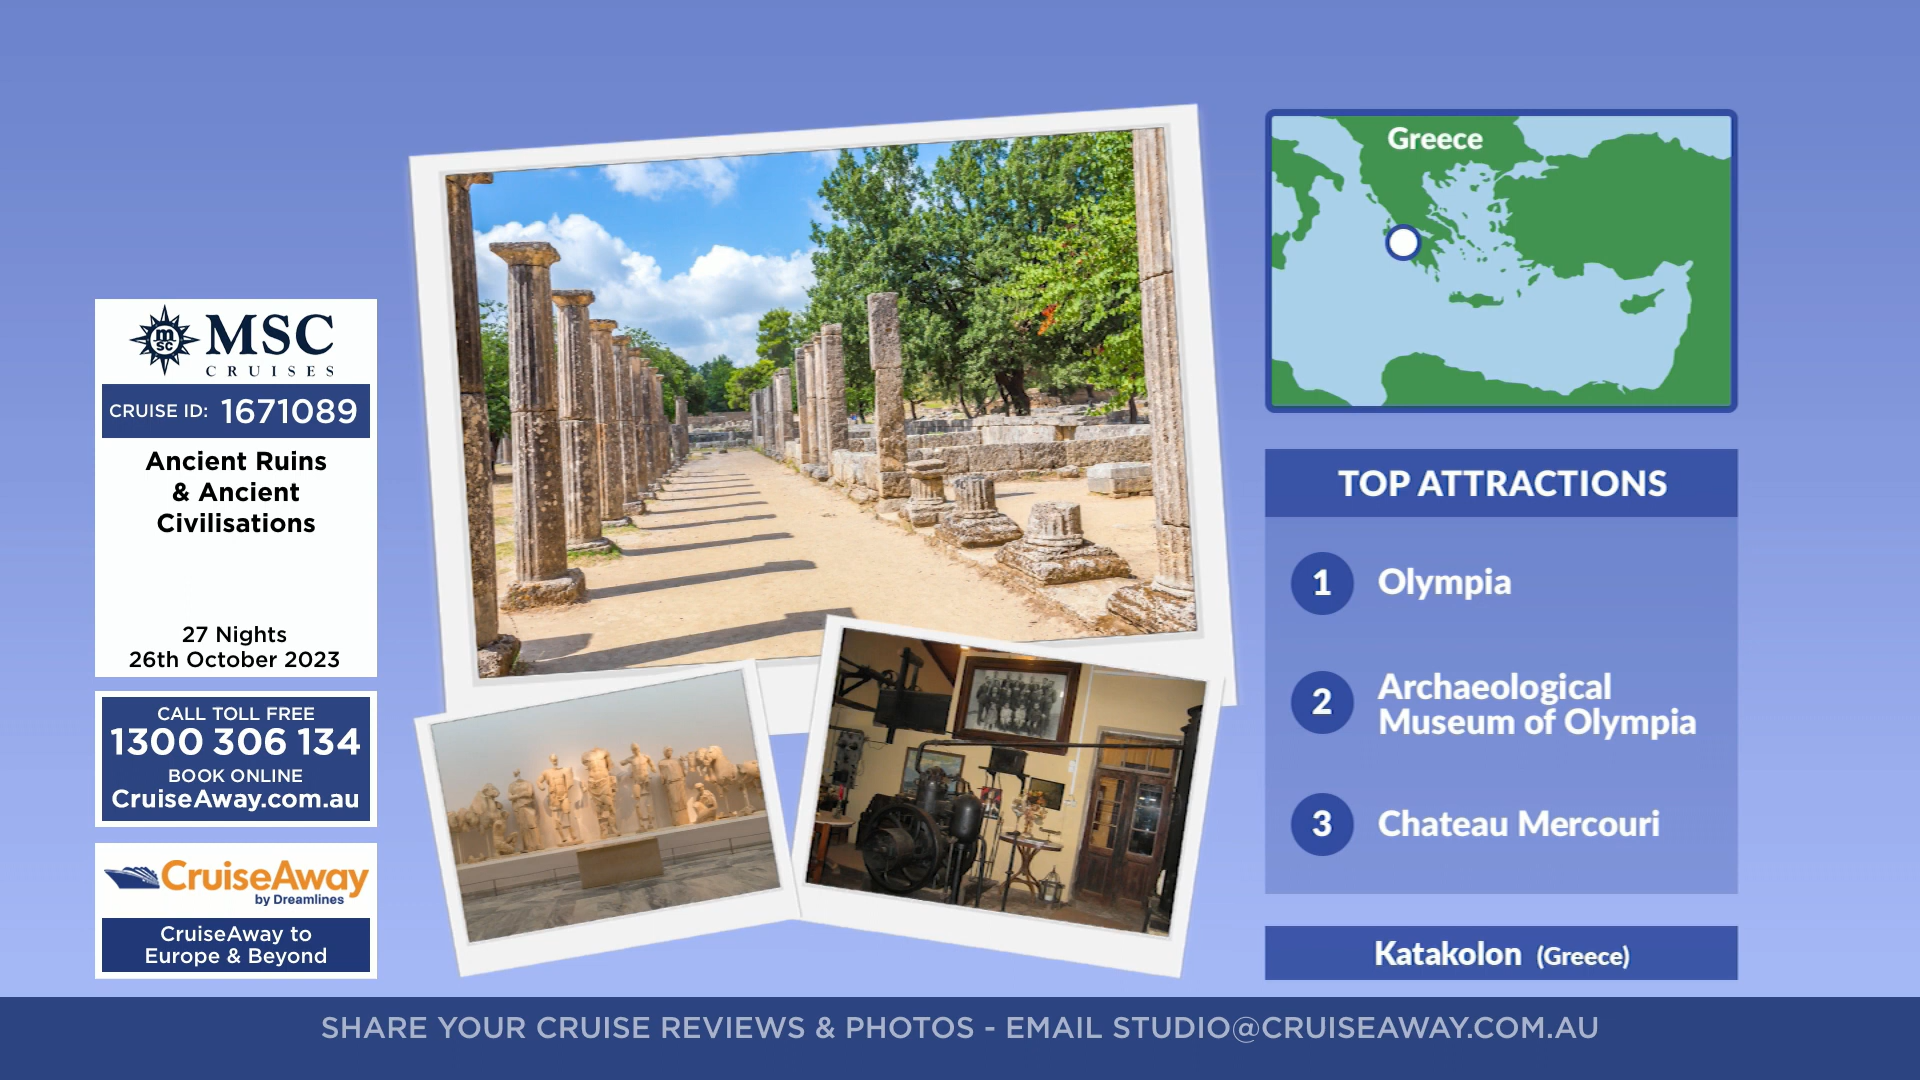 MSC
CRUISES
msc
CRUISE ID: 1671089
Ancient Ruins
& Ancient
Civilisations
27 Nights
26th October 2023
CALL TOLL FREE
1300 306 134
BOOK ONLINE
CruiseAway.com.au
CruiseAway
by Dreamlines
CruiseAway to
Europe & Beyond
Greece
TOP ATTRACTIONS
1 Olympia
2 Archaeological
Museum of Olympia
3 Chateau Mercouri
Katakolon (Greece)
SHARE YOUR CRUISE REVIEWS & PHOTOS - EMAIL STUDIO@CRUISEAWAY.COM.AU